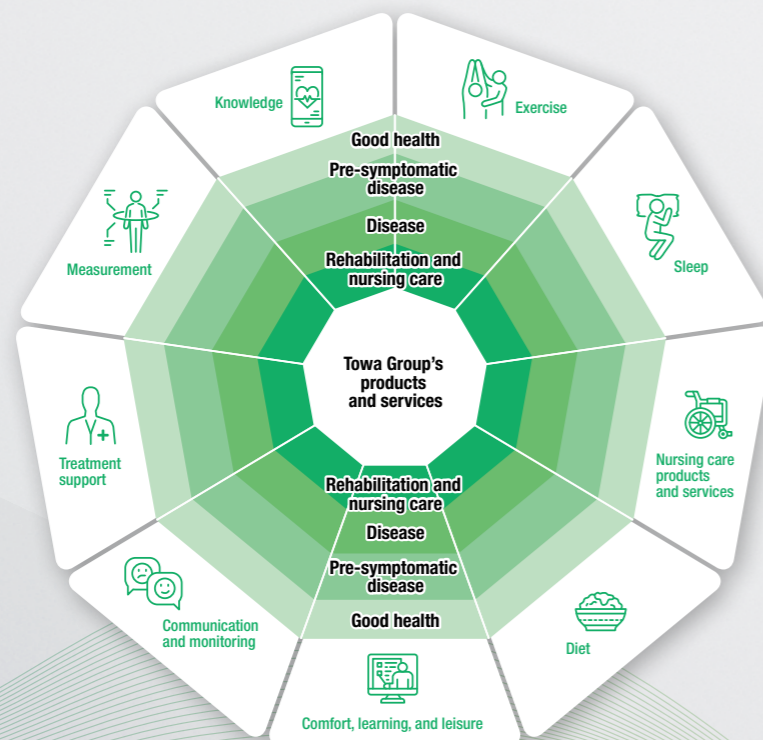 Knowledge
Exercise
Good health
Pre-symptomatic
disease
Disease
Rehabilitation and
nursing care
Measurement
Sleep
Towa Group's
products
and services
Treatment
support
Nursing care
products
and services
Rehabilitation and
nursing care
Disease
Pre-symptomatic
disease
Good health
Communication
and monitoring
Diet
Comfort, learning, and leisure